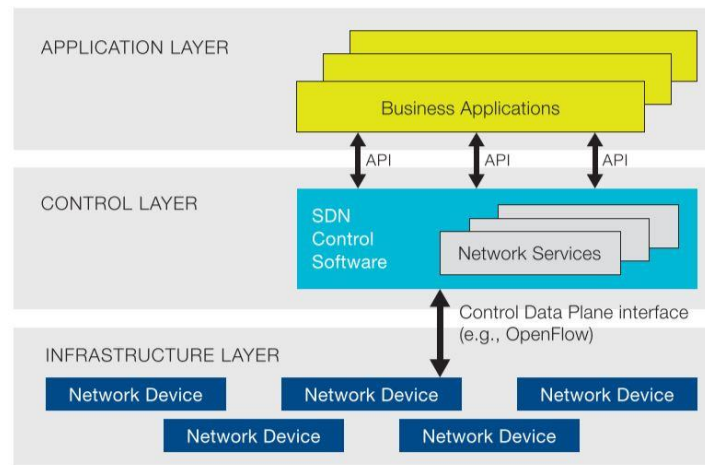 APPLICATION LAYER
Business Applications
API
API
API
CONTROL LAYER
SDN
Control
Software
Network Services
Control Data Plane interface
(e.g., OpenFlow)
INFRASTRUCTURE LAYER
Network Device
Network Device
Network Device
Network Device
Network Device